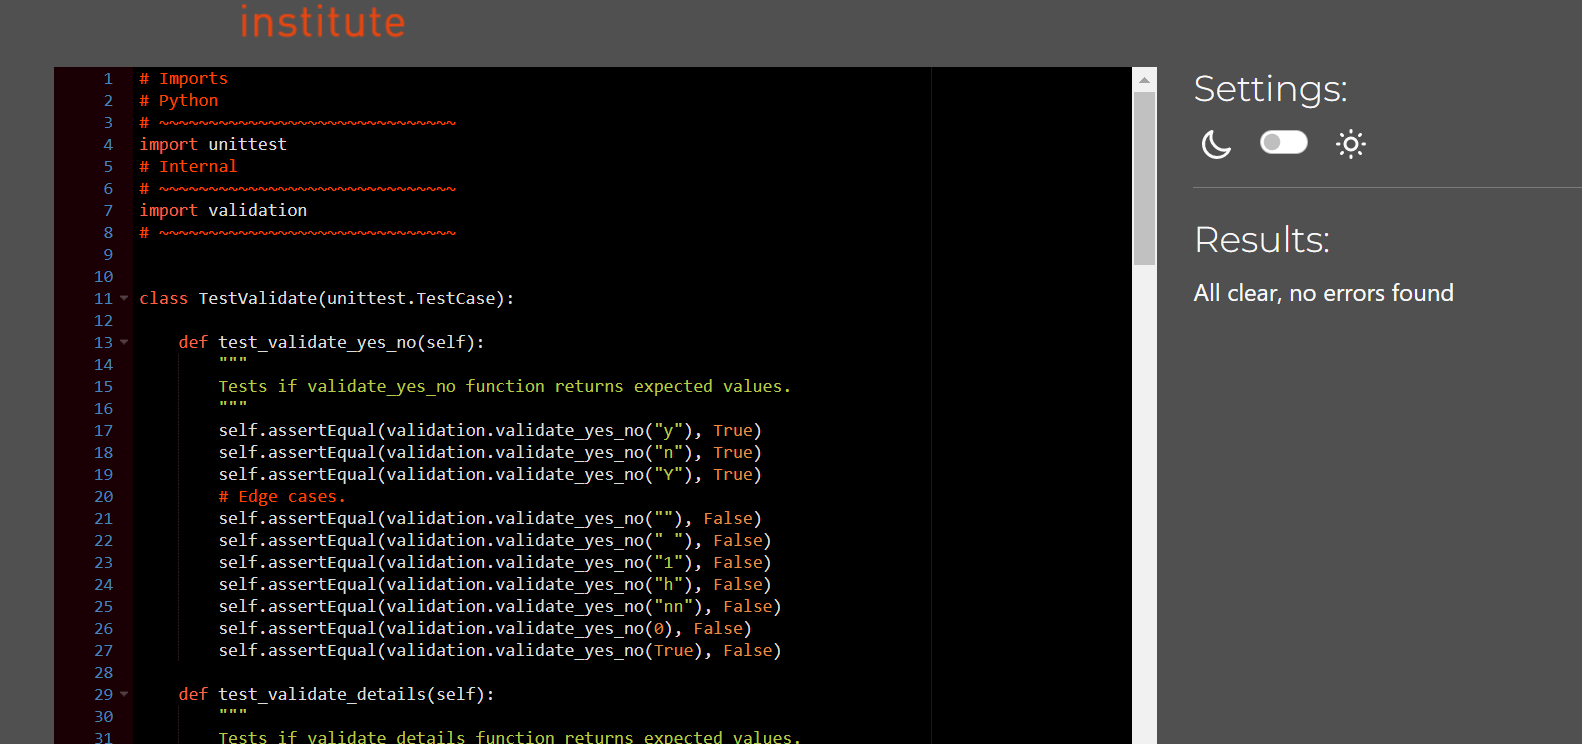 institute
1 # Imports
2 # Python
3 # ~~~~~~~~~~~~~~~~~~~~~~~~~~~~~~
4 import unittest
5 # Internal
6 # ~~~~~~~~~~~~~~~~~~~~~~~~~~~~~~
7 import validation
8 # ~~~~~~~~~~~~~~~~~~~~~~~~~~~~~~
9
10
11 class TestValidate(unittest.TestCase):
12
13     def test_validate_yes_no(self):
14         """
15         Tests if validate_yes_no function returns expected values.
16         """
17         self.assertEqual(validation.validate_yes_no("y"), True)
18         self.assertEqual(validation.validate_yes_no("n"), True)
19         self.assertEqual(validation.validate_yes_no("Y"), True)
20         # Edge cases.
21         self.assertEqual(validation.validate_yes_no(""), False)
22         self.assertEqual(validation.validate_yes_no(" "), False)
23         self.assertEqual(validation.validate_yes_no("1"), False)
24         self.assertEqual(validation.validate_yes_no("h"), False)
25         self.assertEqual(validation.validate_yes_no("nn"), False)
26         self.assertEqual(validation.validate_yes_no(0), False)
27         self.assertEqual(validation.validate_yes_no(True), False)
28
29     def test_validate_details(self):
30         """
31         Tests if validate_details function returns expected values.
Settings:
Results:
All clear, no errors found